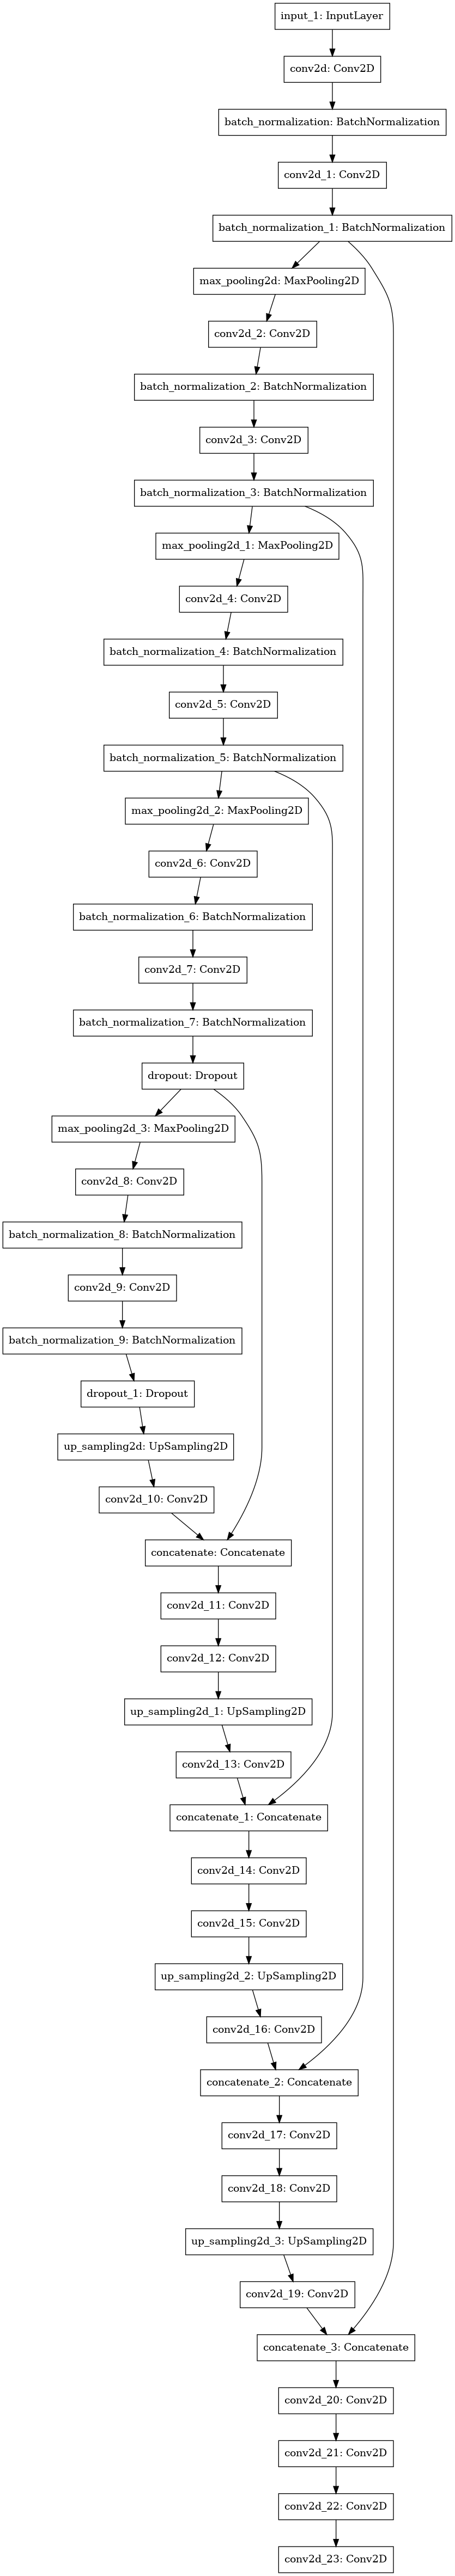 input_1: InputLayer
conv2d: Conv2D
batch_normalization: BatchNormalization
conv2d_1: Conv2D
batch_normalization_1: BatchNormalization
max_pooling2d: MaxPooling2D
conv2d_2: Conv2D
batch_normalization_2: BatchNormalization
conv2d_3: Conv2D
batch_normalization_3: BatchNormalization
max_pooling2d_1: MaxPooling2D
conv2d_4: Conv2D
batch_normalization_4: BatchNormalization
conv2d_5: Conv2D
batch_normalization_5: BatchNormalization
max_pooling2d_2: MaxPooling2D
conv2d_6: Conv2D
batch_normalization_6: BatchNormalization
conv2d_7: Conv2D
batch_normalization_7: BatchNormalization
dropout: Dropout
max_pooling2d_3: MaxPooling2D
conv2d_8: Conv2D
batch_normalization_8: BatchNormalization
conv2d_9: Conv2D
batch_normalization_9: BatchNormalization
dropout_1: Dropout
up_sampling2d: UpSampling2D
conv2d_10: Conv2D
concatenate: Concatenate
conv2d_11: Conv2D
conv2d_12: Conv2D
up_sampling2d_1: UpSampling2D
conv2d_13: Conv2D
concatenate_1: Concatenate
conv2d_14: Conv2D
conv2d_15: Conv2D
up_sampling2d_2: UpSampling2D
conv2d_16: Conv2D
concatenate_2: Concatenate
conv2d_17: Conv2D
conv2d_18: Conv2D
up_sampling2d_3: UpSampling2D
conv2d_19: Conv2D
concatenate_3: Concatenate
conv2d_20: Conv2D
conv2d_21: Conv2D
conv2d_22: Conv2D
conv2d_23: Conv2D